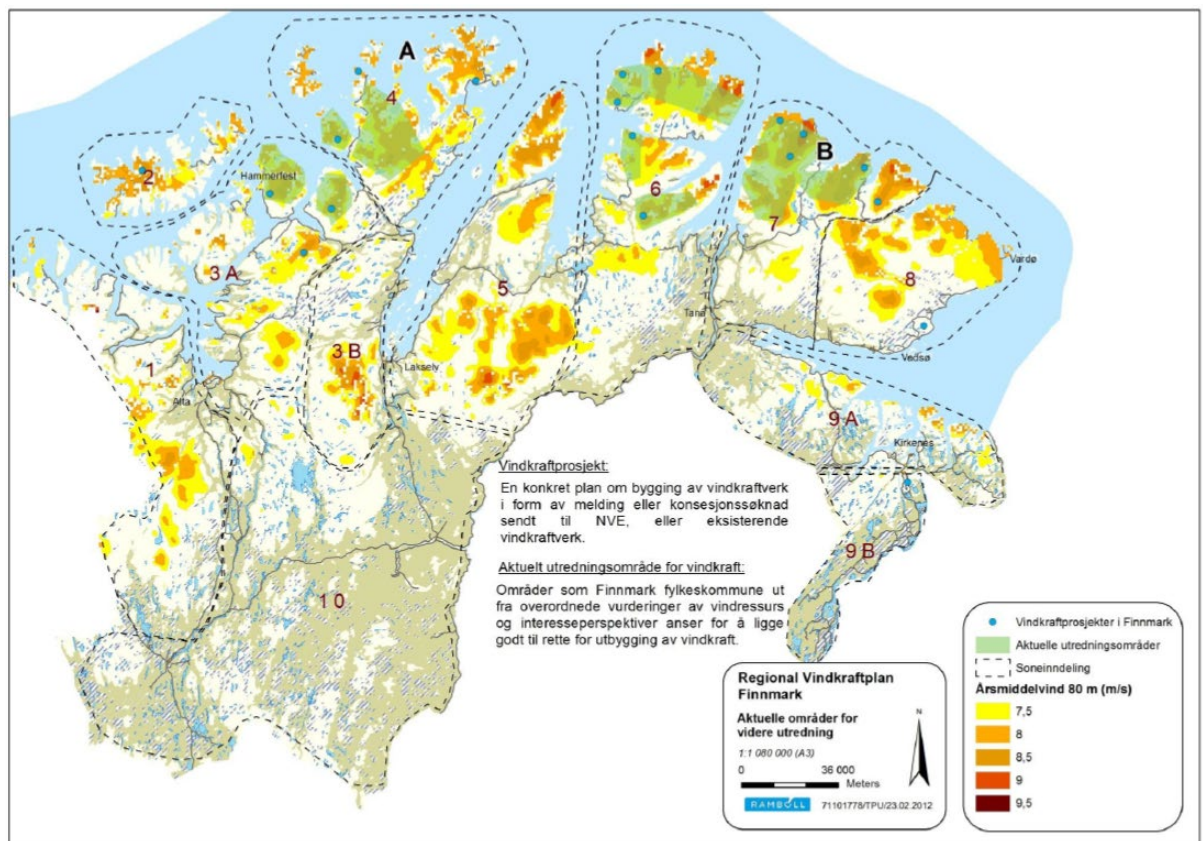 A
4
2
Hammerfest
B
6
7
3 A
5
8
Vardø
Tana
3 B
Vadsø
1
Lakselv
Alta
9 A
Kirkenes
Vindkraftprosjekt:
En konkret plan om bygging av vindkraftverk
i form av melding eller konsesjonssøknad
sendt til NVE, eller eksisterende
vindkraftverk.
9 B
Aktuelt utredningsområde for vindkraft:
Områder som Finnmark fylkeskommune ut
fra overordnede vurderinger av vindressurs
og interesseperspektiver anser for å ligge
godt til rette for utbygging av vindkraft.
1 0
Regional Vindkraftplan
Finnmark
Aktuelle områder for
videre utredning
1:1 080 000 (A3)
N
0 36 000
Meters
RAMBOLL 71101778/TPU/23.02.2012
Vindkraftprosjekter i Finnmark
Aktuelle utredningsområder
Soneinndeling
Årsmiddelvind 80 m (m/s)
7,5
8
8,5
9
9,5